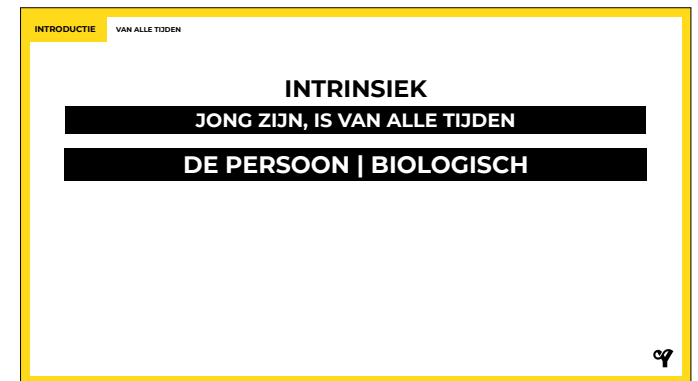 INTRODUCTIE VAN ALLE TIJDEN
INTRINSIEK
JONG ZIJN, IS VAN ALLE TIJDEN
DE PERSOON | BIOLOGISCH